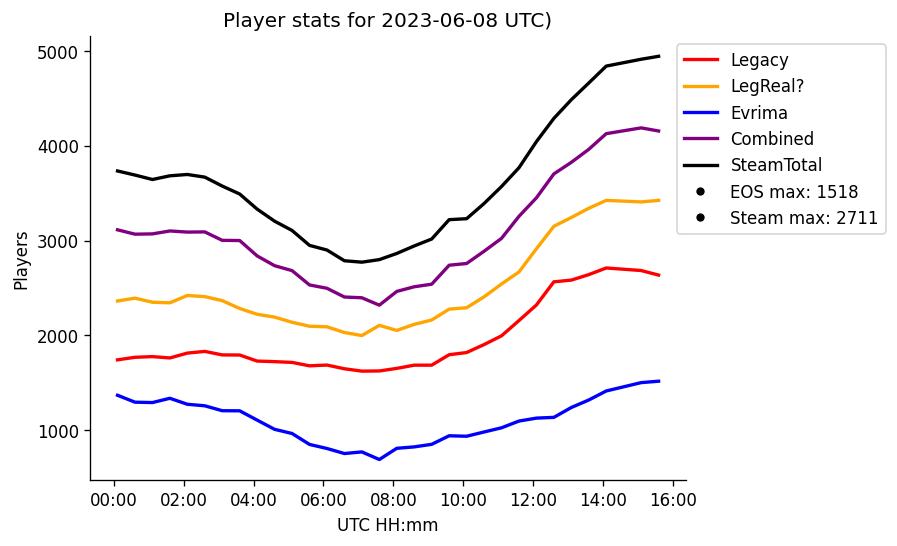 Player stats for 2023-06-08 UTC)
Players
5000
4000
3000
2000
1000
00:00 02:00 04:00 06:00 08:00 10:00 12:00 14:00 16:00
UTC HH:mm
Legacy
LegReal?
Evrima
Combined
SteamTotal
EOS max: 1518
Steam max: 2711